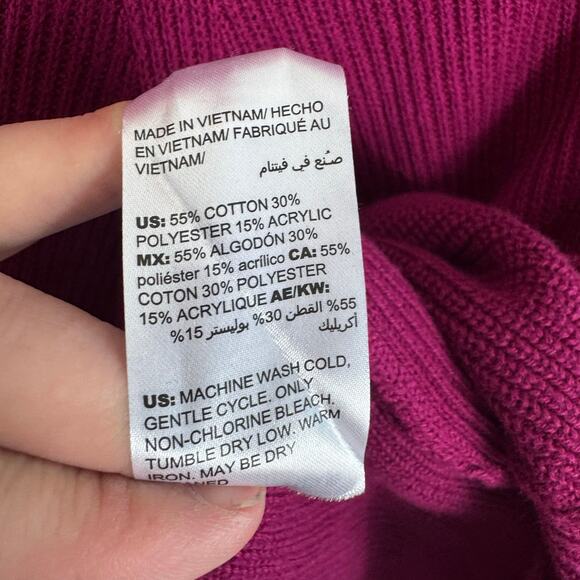 MADE IN VIETNAM/ HECHO
EN VIETNAM/ FABRIQUÉ AU
VIETNAM/
صُنع في فيتنام
US: 55% COTTON 30%
POLYESTER 15% ACRYLIC
MX: 55% ALGODÓN 30%
poliéster 15% acrílico CA: 55%
COTON 30% POLYESTER
15% ACRYLIQUE AE/KW:
55% القطن 30% بوليستر 15%
أكريليك
US: MACHINE WASH COLD,
GENTLE CYCLE. ONLY
NON-CHLORINE BLEACH.
TUMBLE DRY LOW. WARM
IRON. MAY BE DRY